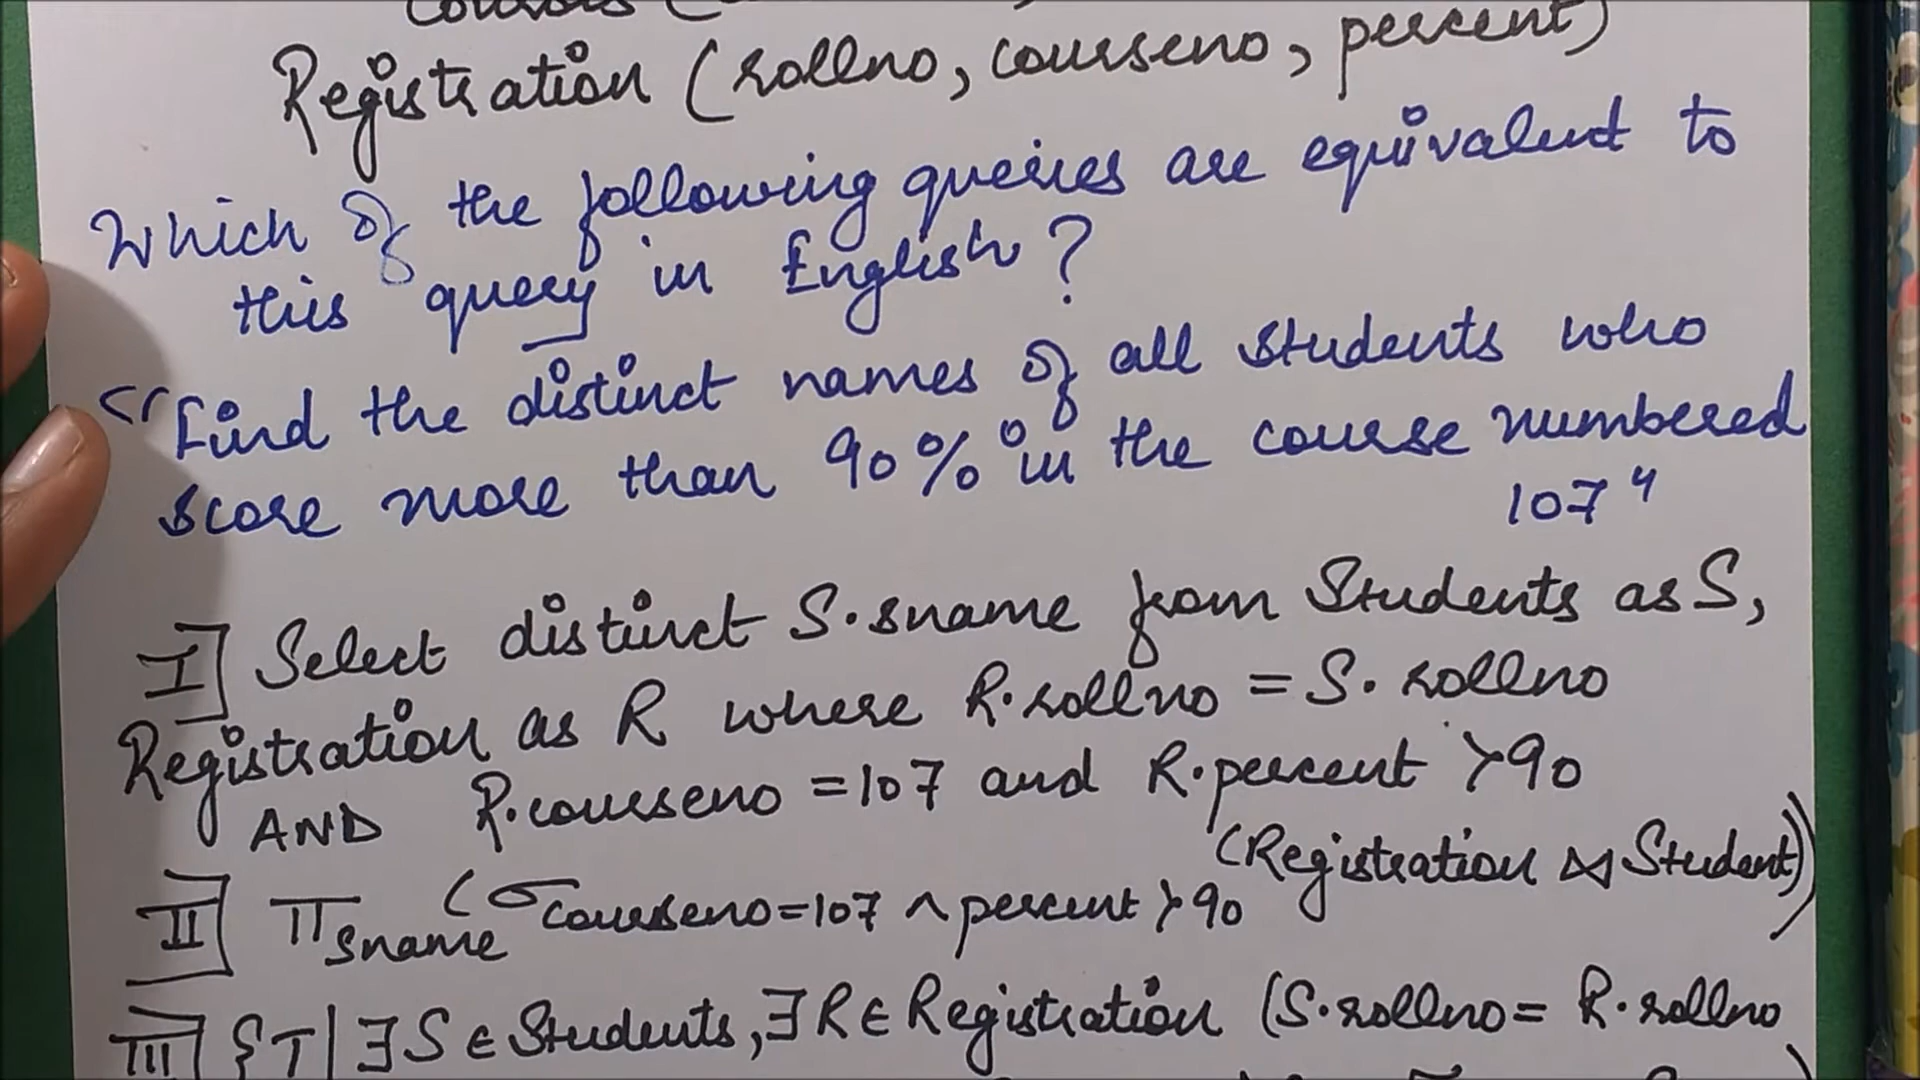 Courses (
Registration (rollno, courseno, percent)
Which of the following queries are equivalent to
this query in English?
"Find the distinct names of all students who
score more than 90% in the course numbered
107"
I] Select distinct S.sname from Students as S,
Registration as R where R.rollno = S.rollno
AND R.courseno = 107 and R.percent > 90
II] Π sname (σ courseno=107 ∧ percent > 90 (Registration ⋈ Student))
III] {T | ∃S ∈ Students, ∃R ∈ Registration (S.rollno = R.rollno